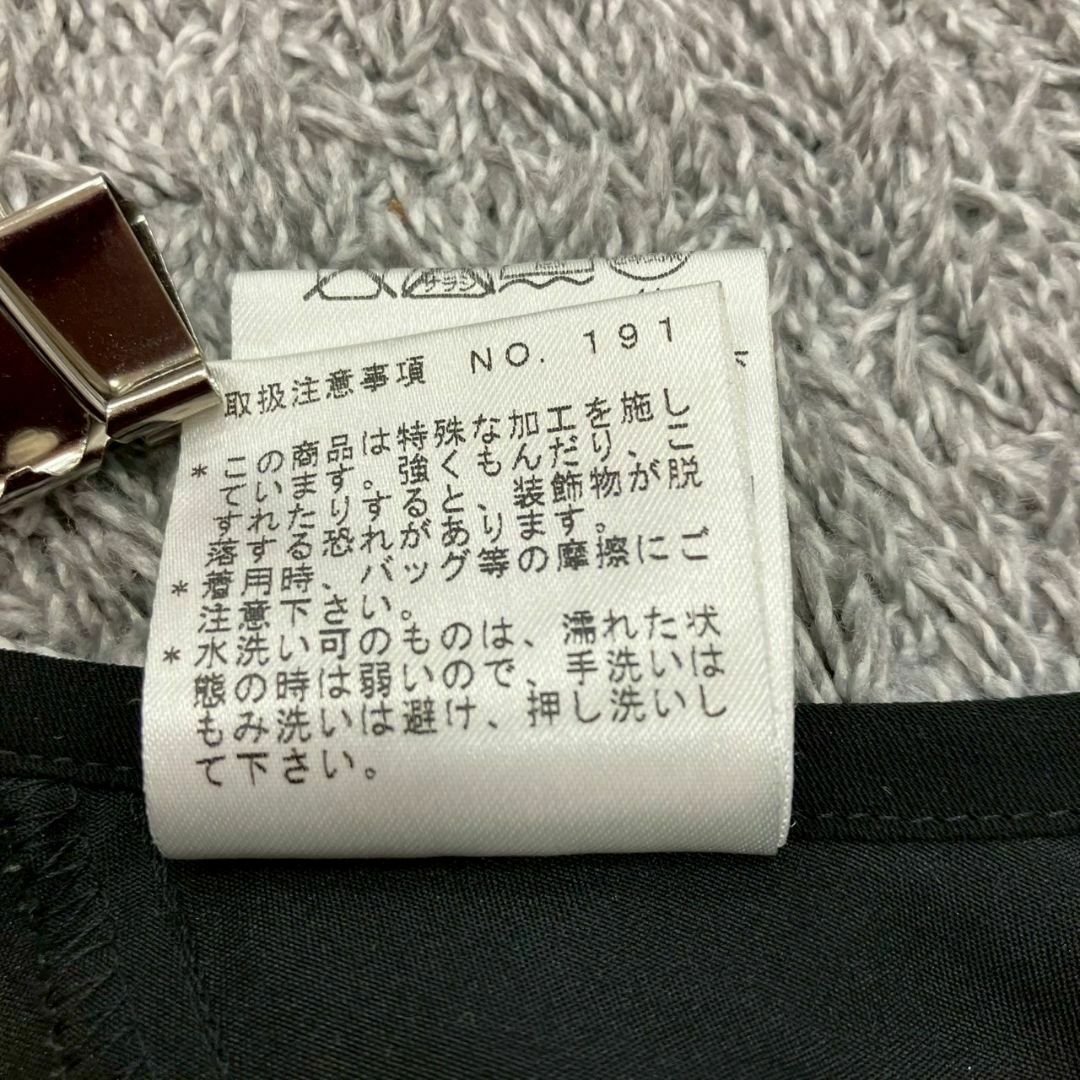 サラシ
取扱注意事項 NO. 191
* この商品は特殊な加工を施し
ています。強くもんだり、こ
すれたりすると、装飾物が脱
落する恐れがあります。
* 着用時、バッグ等の摩擦にご
注意下さい。
* 水洗い可のものは、濡れた状
態の時は弱いので、手洗いは
もみ洗いは避け、押し洗いし
て下さい。